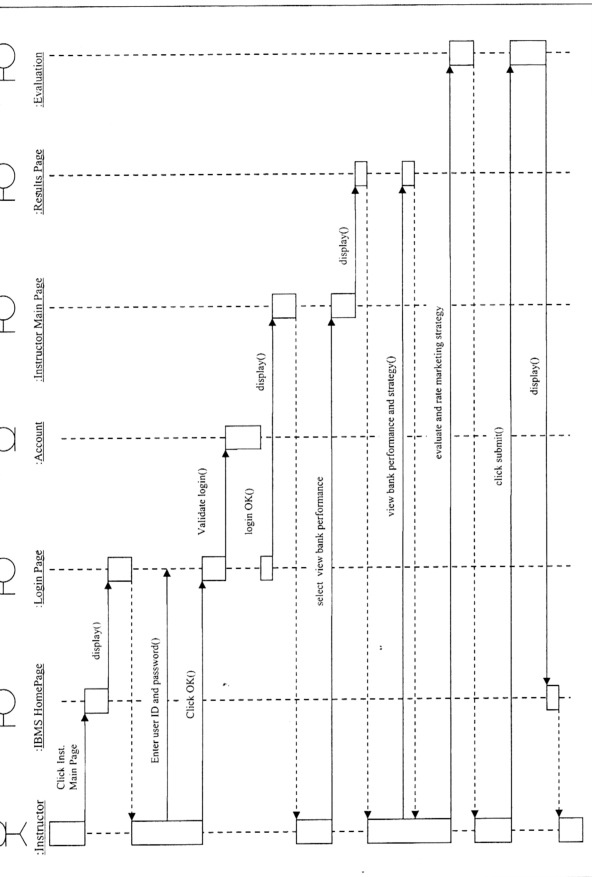 :Instructor
:IBMS HomePage
:Login Page
:Account
:Instructor Main Page
:Results Page
:Evaluation
Click Inst.
Main Page
display()
Enter user ID and password()
Click OK()
Validate login()
login OK()
display()
select view bank performance
display()
view bank performance and strategy()
evaluate and rate marketing strategy
click submit()
display()